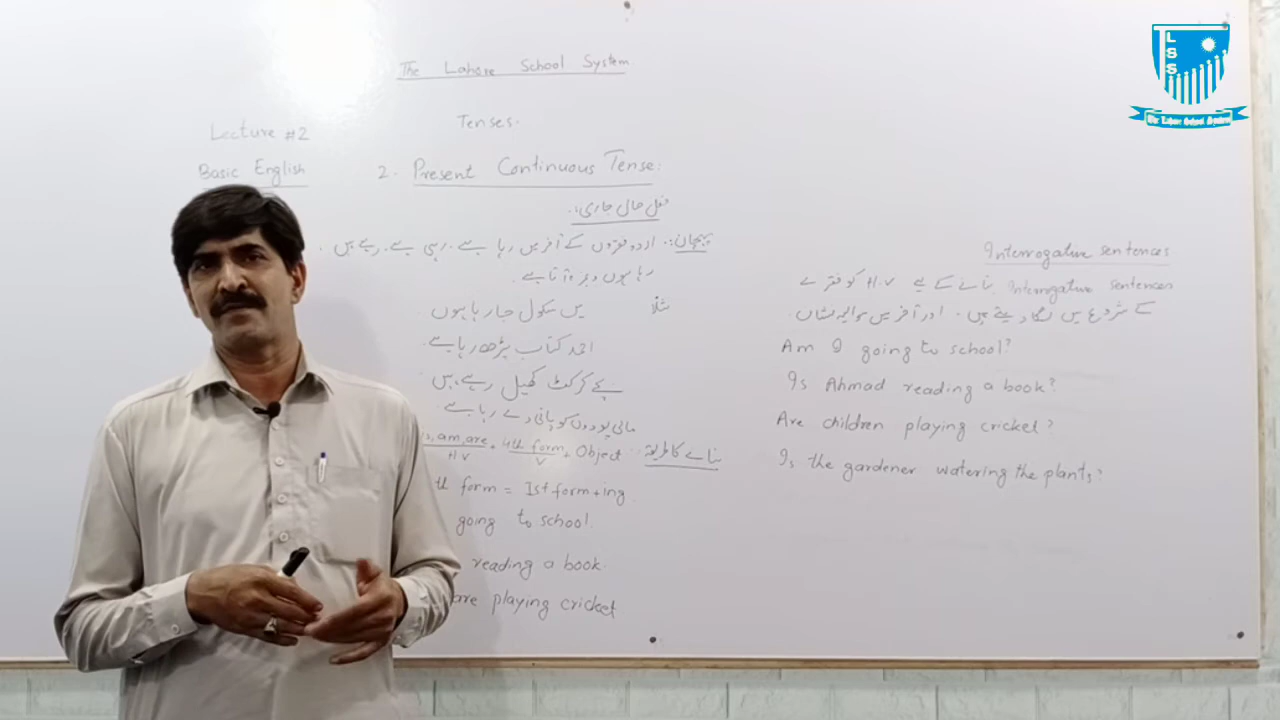 The Lahore School System
Tenses.
Lecture #2
Basic English
2. Present Continuous Tense:
فعل حال جاری:
پہچان: اردو فقروں کے آخر میں رہا ہے، رہی ہے، رہے ہیں،
رہا ہوں وغیرہ آتا ہے
مثلاً میں سکول جا رہا ہوں
احمد کتاب پڑھ رہا ہے
بچے کرکٹ کھیل رہے ہیں
مالی پودوں کو پانی دے رہا ہے
بنانے کا طریقہ: am, are + 4th form + Object
H.V V
th form = Ist form + ing
going to school.
reading a book.
are playing cricket
Interrogative sentences
Interrogative sentences بنانے کے لیے H.V کو فقرے
کے شروع میں لگا دیتے ہیں۔ اور آخر میں سوالیہ نشان
Am I going to school?
Is Ahmad reading a book?
Are children playing cricket?
Is the gardener watering the plants?
LSS
The Lahore School System